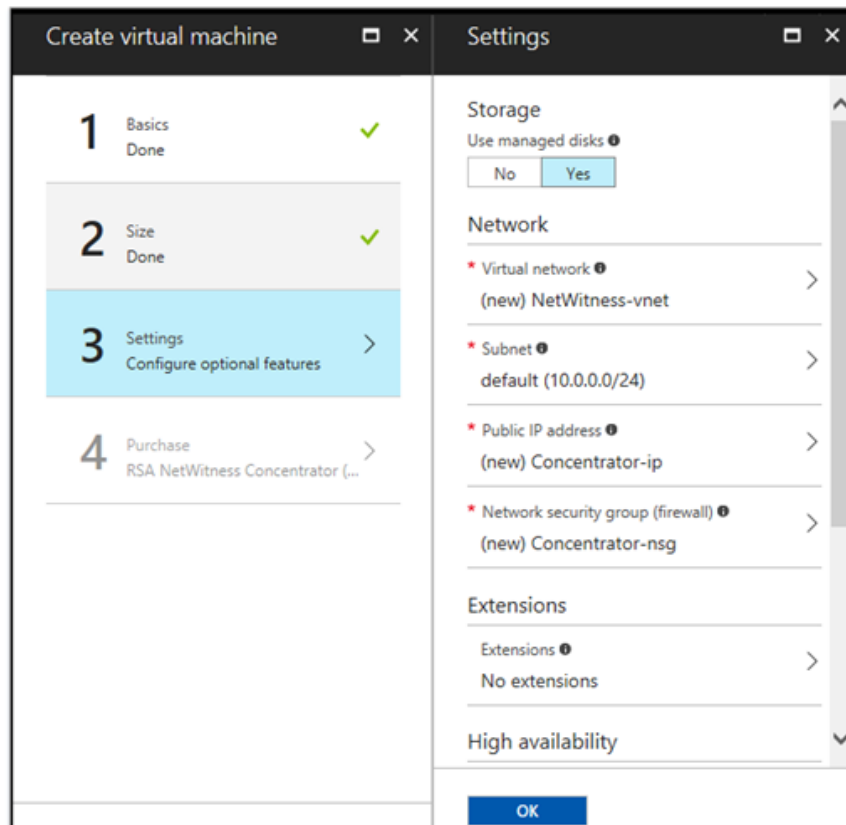 Create virtual machine
1
Basics
Done
2
Size
Done
3
Settings
Configure optional features
4
Purchase
RSA NetWitness Concentrator (...
Settings
Storage
Use managed disks
No Yes
Network
* Virtual network
(new) NetWitness-vnet
* Subnet
default (10.0.0.0/24)
* Public IP address
(new) Concentrator-ip
* Network security group (firewall)
(new) Concentrator-nsg
Extensions
Extensions
No extensions
High availability
OK